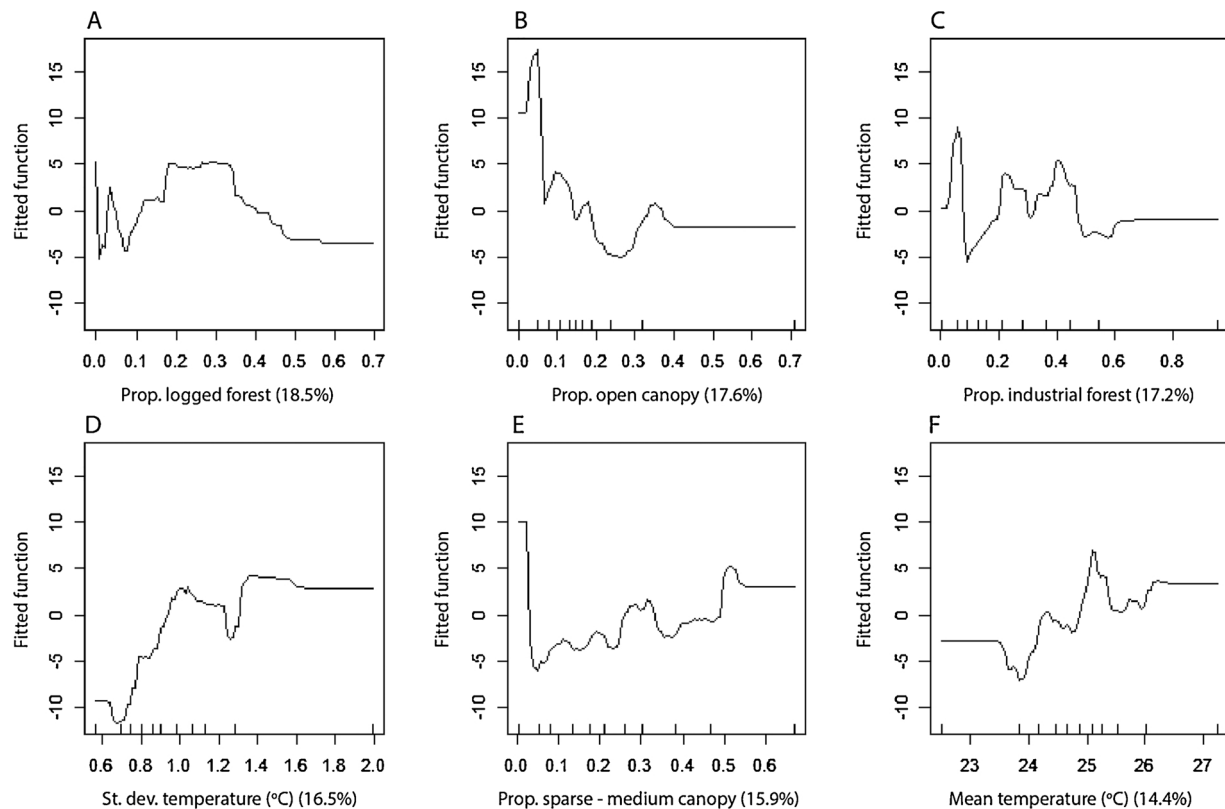 A
B
C
Fitted function
15
10
5
0
-5
-10
Fitted function
15
10
5
0
-5
-10
Fitted function
15
10
5
0
-5
-10
0.0 0.1 0.2 0.3 0.4 0.5 0.6 0.7
0.0 0.1 0.2 0.3 0.4 0.5 0.6 0.7
0.0 0.2 0.4 0.6 0.8
Prop. logged forest (18.5%)
Prop. open canopy (17.6%)
Prop. industrial forest (17.2%)
D
E
F
Fitted function
15
10
5
0
-5
-10
Fitted function
15
10
5
0
-5
-10
Fitted function
15
10
5
0
-5
-10
0.6 0.8 1.0 1.2 1.4 1.6 1.8 2.0
0.0 0.1 0.2 0.3 0.4 0.5 0.6
23 24 25 26 27
St. dev. temperature (ºC) (16.5%)
Prop. sparse - medium canopy (15.9%)
Mean temperature (ºC) (14.4%)